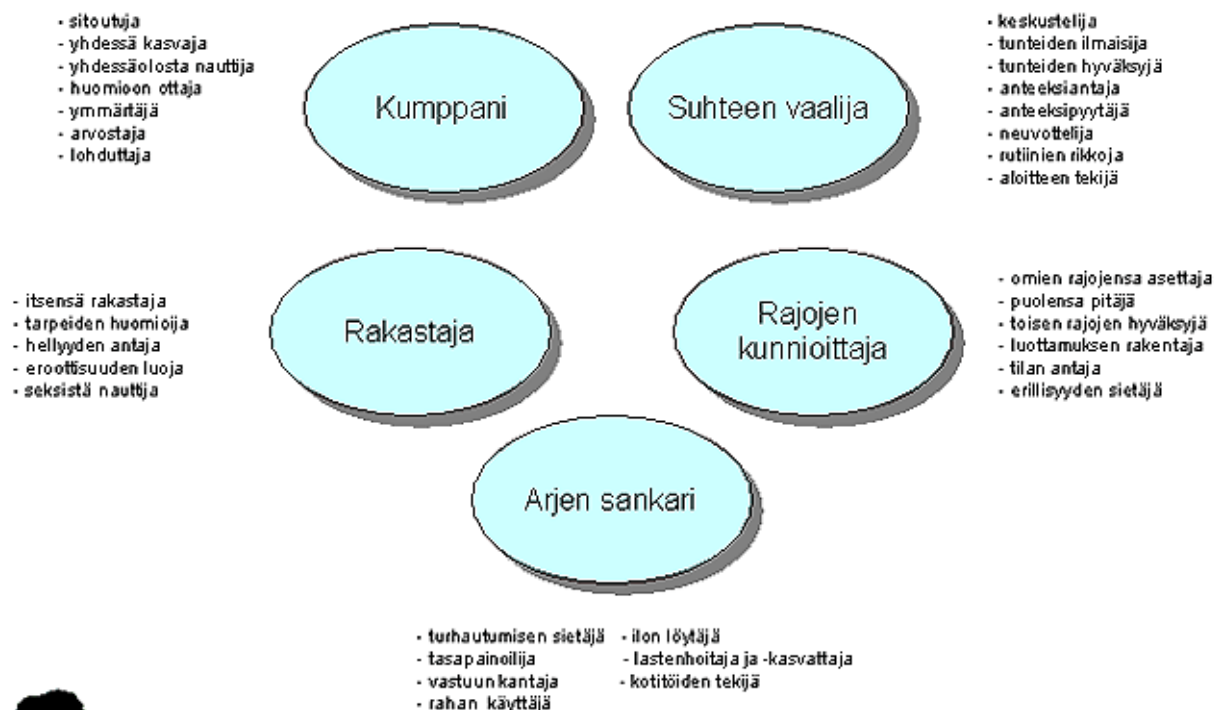 - sitoutuja
- yhdessä kasvaja
- yhdessäolosta nauttija
- huomioon ottaja
- ymmärtäjä
- arvostaja
- lohduttaja
Kumppani
Suhteen vaalija
- keskustelija
- tunteiden ilmaisija
- tunteiden hyväksyjä
- anteeksiantaja
- anteeksipyytäjä
- neuvottelija
- rutiinien rikkoja
- aloitteen tekijä
- itsensä rakastaja
- tarpeiden huomioija
- hellyyden antaja
- eroottisuuden luoja
- seksistä nauttija
Rakastaja
Rajojen
kunnioittaja
- omien rajojensa asettaja
- puolensa pitäjä
- toisen rajojen hyväksyjä
- luottamuksen rakentaja
- tilan antaja
- erillisyyden sietäjä
Arjen sankari
- turhautumisen sietäjä
- tasapainoilija
- vastuunkantaja
- rahan käyttäjä
- ilon löytäjä
- lastenhoitaja ja -kasvattaja
- kotitöiden tekijä